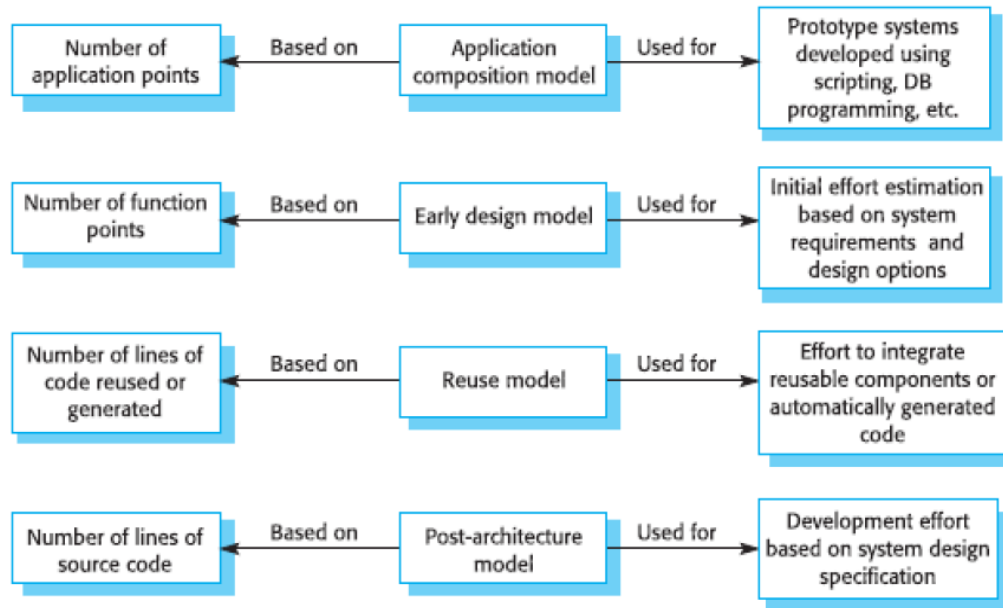 Number of
application points
Based on
Application
composition model
Used for
Prototype systems
developed using
scripting, DB
programming, etc.
Number of function
points
Based on
Early design model
Used for
Initial effort estimation
based on system
requirements and
design options
Number of lines of
code reused or
generated
Based on
Reuse model
Used for
Effort to integrate
reusable components or
automatically generated
code
Number of lines of
source code
Based on
Post-architecture
model
Used for
Development effort
based on system design
specification